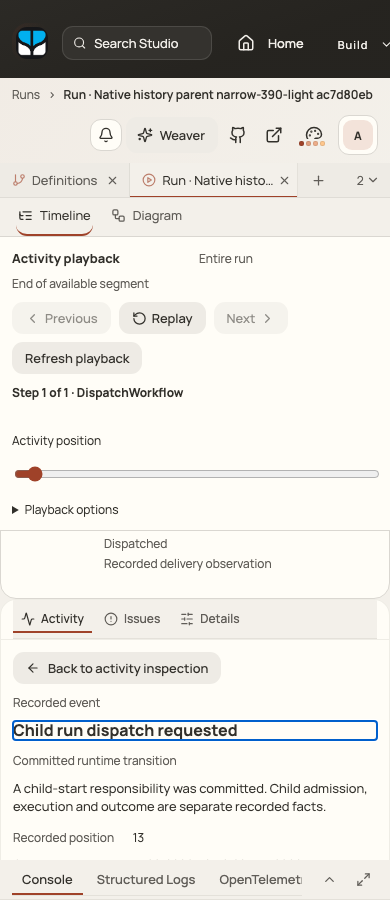 Search Studio
Home
Build
Runs > Run · Native history parent narrow-390-light ac7d80eb
Weaver
A
Definitions
Run · Native histo...
2
Timeline
Diagram
Activity playback
Entire run
End of available segment
Previous
Replay
Next
Refresh playback
Step 1 of 1 · DispatchWorkflow
Activity position
Playback options
Dispatched
Recorded delivery observation
Activity
Issues
Details
Back to activity inspection
Recorded event
Child run dispatch requested
Committed runtime transition
A child-start responsibility was committed. Child admission,
execution and outcome are separate recorded facts.
Recorded position 13
Console
Structured Logs
OpenTelemet